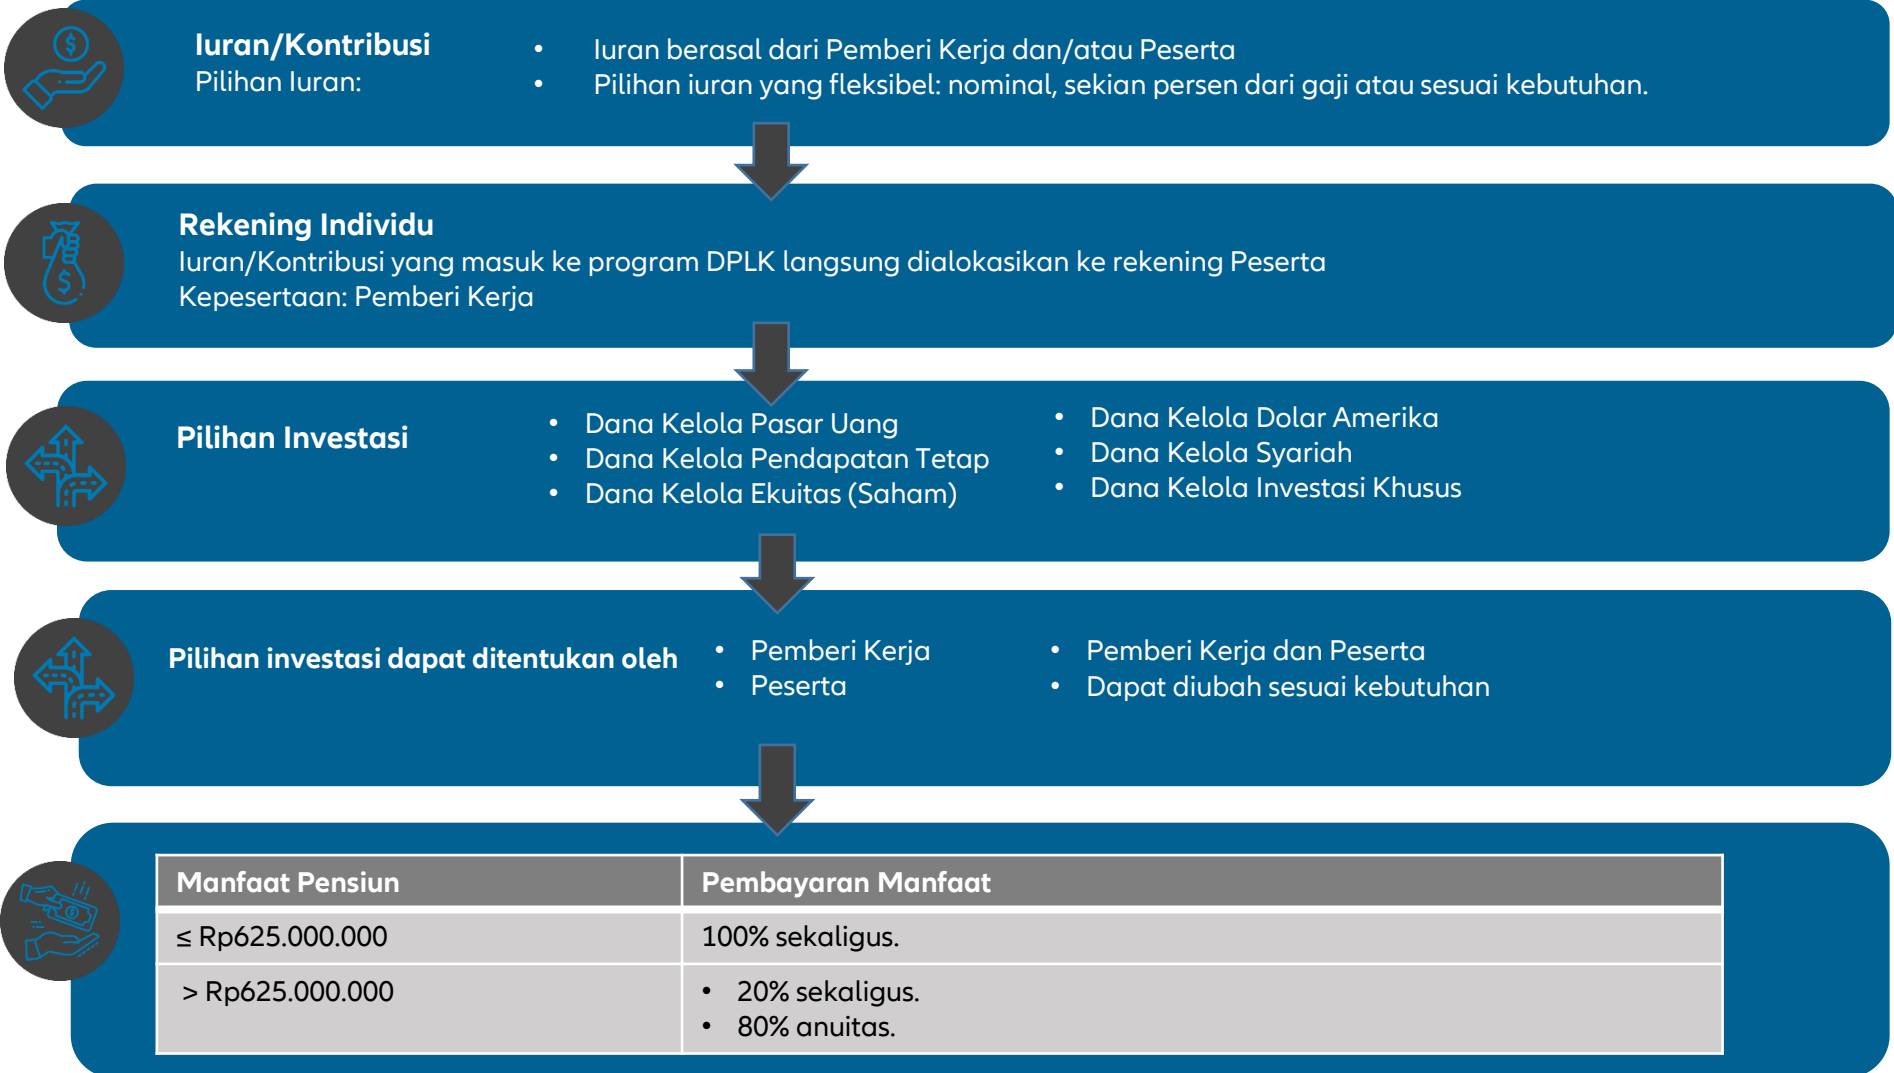 Iuran/Kontribusi
Pilihan Iuran:
• Iuran berasal dari Pemberi Kerja dan/atau Peserta
• Pilihan iuran yang fleksibel: nominal, sekian persen dari gaji atau sesuai kebutuhan.
Rekening Individu
Iuran/Kontribusi yang masuk ke program DPLK langsung dialokasikan ke rekening Peserta
Kepesertaan: Pemberi Kerja
Pilihan Investasi
• Dana Kelola Pasar Uang
• Dana Kelola Pendapatan Tetap
• Dana Kelola Ekuitas (Saham)
• Dana Kelola Dolar Amerika
• Dana Kelola Syariah
• Dana Kelola Investasi Khusus
Pilihan investasi dapat ditentukan oleh
• Pemberi Kerja
• Peserta
• Pemberi Kerja dan Peserta
• Dapat diubah sesuai kebutuhan
Manfaat Pensiun
Pembayaran Manfaat
≤ Rp625.000.000
100% sekaligus.
> Rp625.000.000
• 20% sekaligus.
• 80% anuitas.